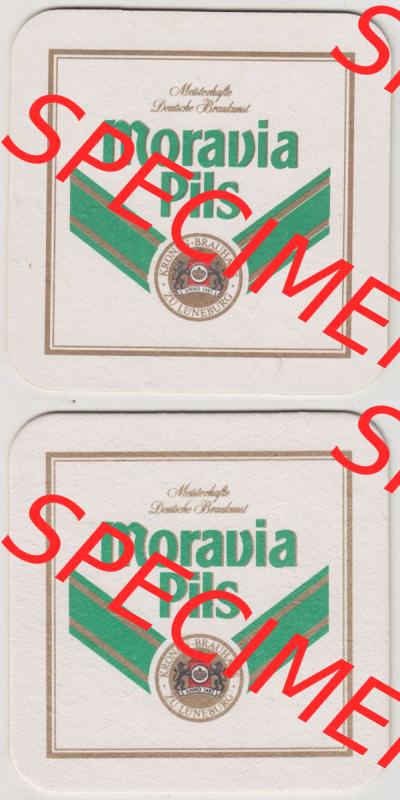 Meisterhafte
Deutsche Braukunst
Moravia
Pils
KRONEN-BRAUHAUS
ANNO 1485
ZU LÜNEBURG
SPECIMEN
Meisterhafte
Deutsche Braukunst
Moravia
Pils
KRONEN-BRAUHAUS
ANNO 1485
ZU LÜNEBURG
SPECIMEN